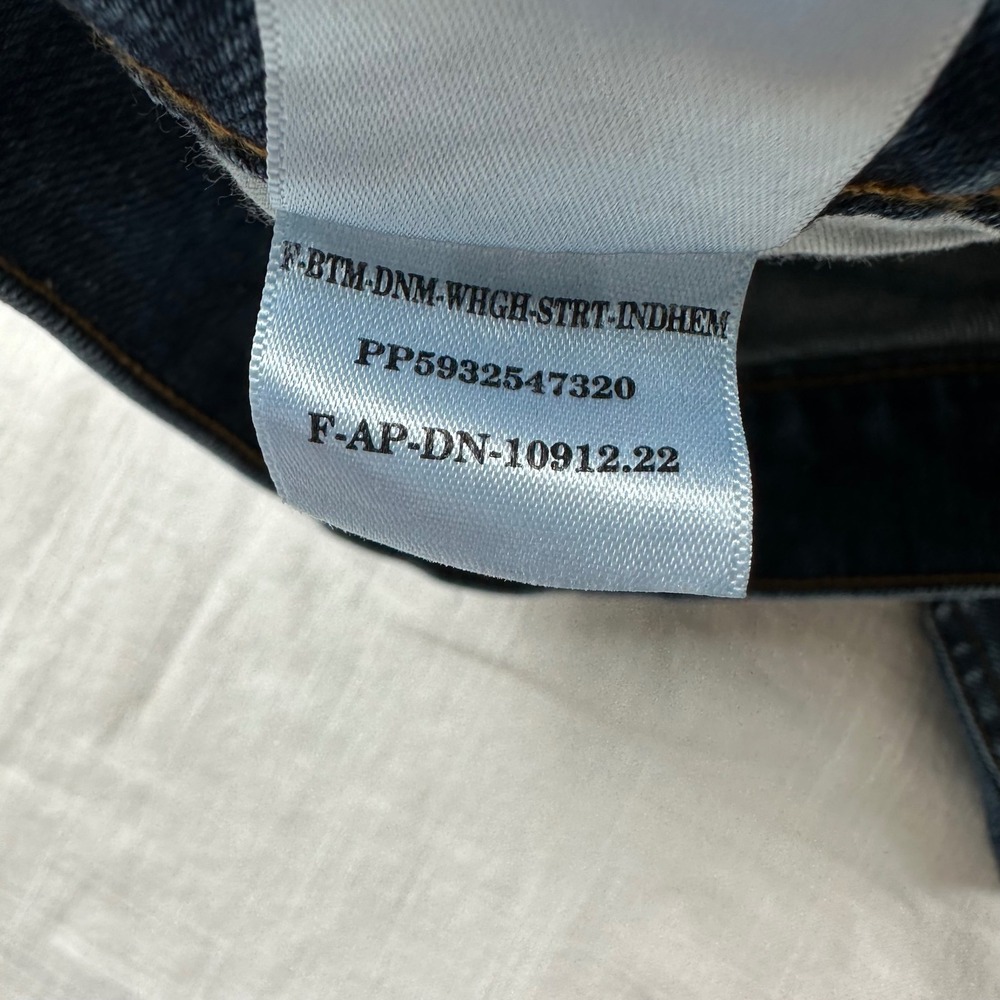 F-BTM-DNM-WHGH-STRT-INDHEM
PP5932547320
F-AP-DN-10912.22